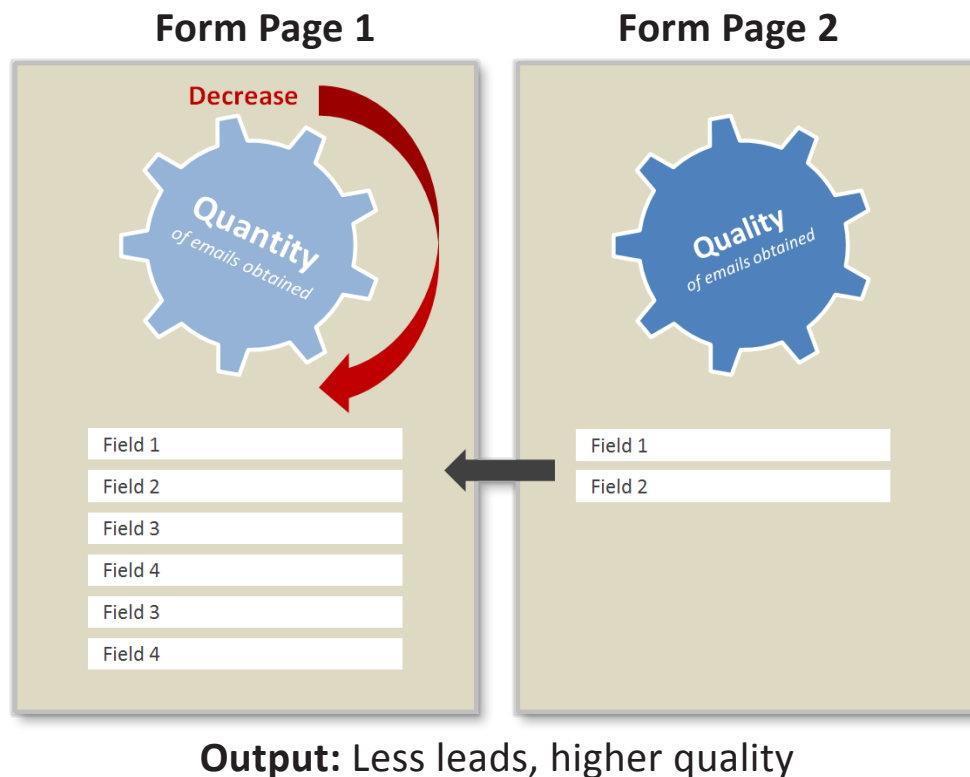 Form Page 1
Decrease
Quantity
of emails obtained
Field 1
Field 2
Field 3
Field 4
Field 3
Field 4
Form Page 2
Quality
of emails obtained
Field 1
Field 2
Output: Less leads, higher quality